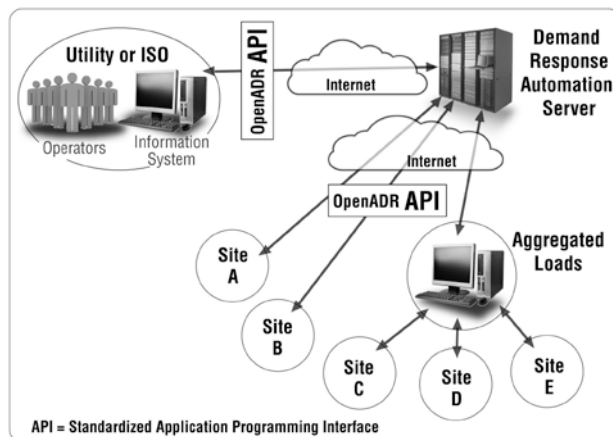 Utility or ISO
Operators
Information
System
OpenADR API
Internet
Demand
Response
Automation
Server
Internet
OpenADR API
Site
A
Site
B
Aggregated
Loads
Site
C
Site
D
Site
E
API = Standardized Application Programming Interface